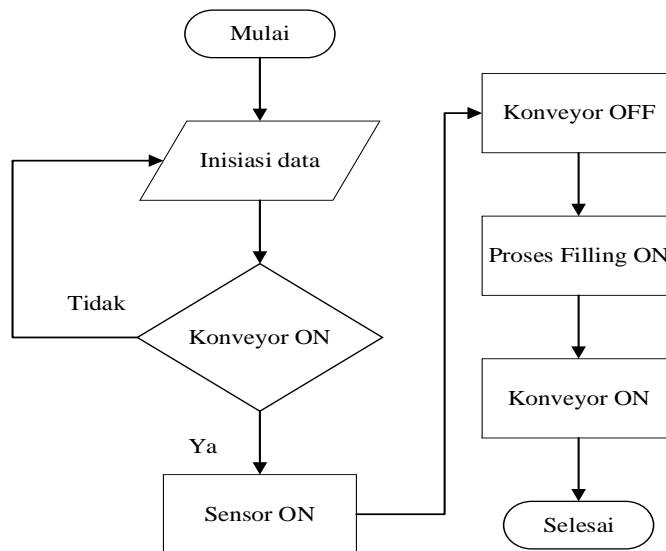 Mulai
Inisiasi data
Tidak
Konveyor ON
Ya
Sensor ON
Konveyor OFF
Proses Filling ON
Konveyor ON
Selesai